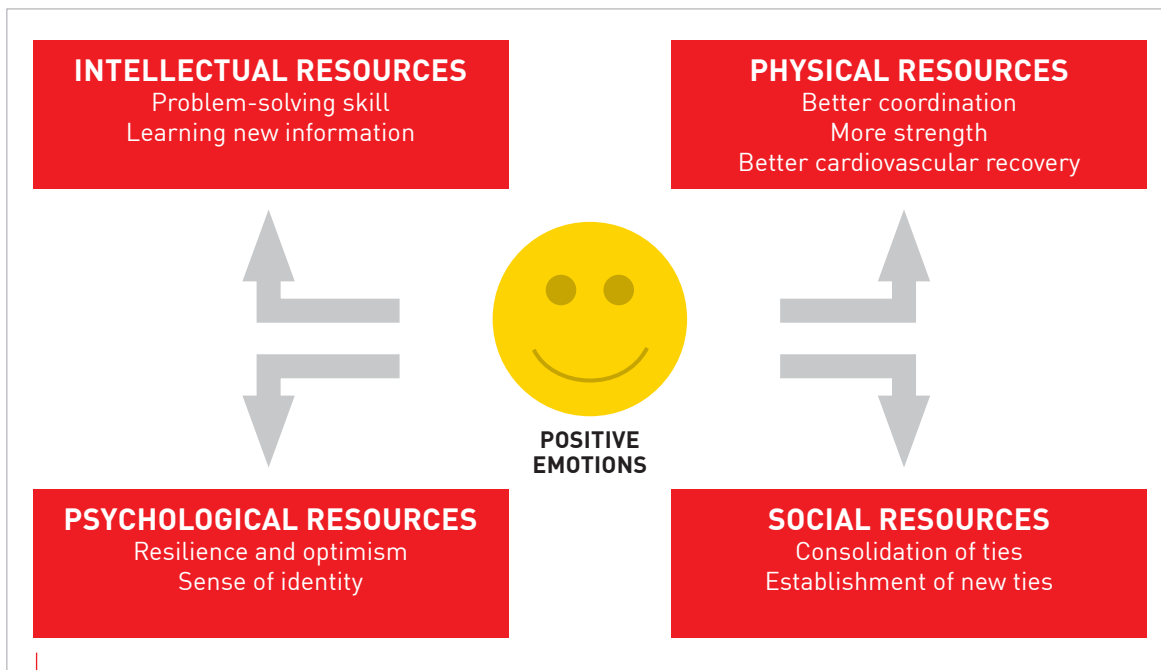 INTELLECTUAL RESOURCES
Problem-solving skill
Learning new information
PHYSICAL RESOURCES
Better coordination
More strength
Better cardiovascular recovery
POSITIVE
EMOTIONS
PSYCHOLOGICAL RESOURCES
Resilience and optimism
Sense of identity
SOCIAL RESOURCES
Consolidation of ties
Establishment of new ties